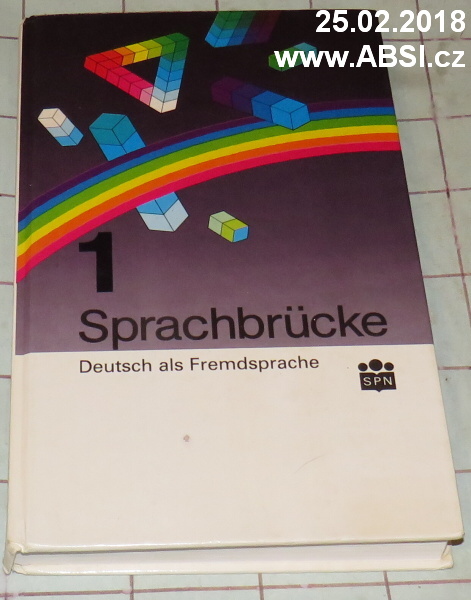 25.02.2018
www.ABSI.cz
1
Sprachbrücke
Deutsch als Fremdsprache
SPN